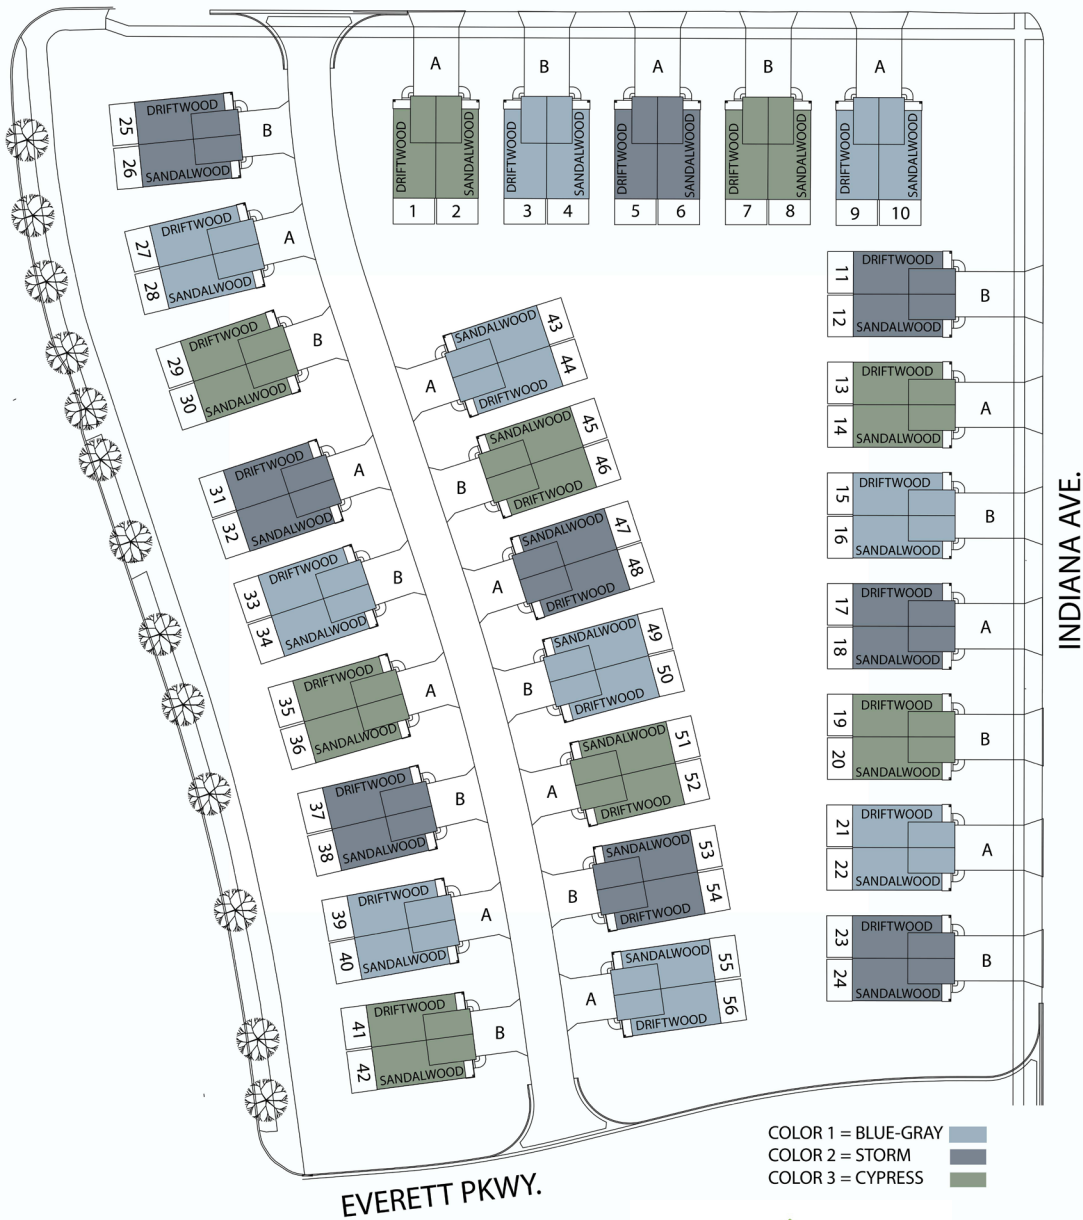 A B A B A
DRIFTWOOD SANDALWOOD DRIFTWOOD SANDALWOOD DRIFTWOOD SANDALWOOD DRIFTWOOD SANDALWOOD DRIFTWOOD SANDALWOOD
1 2 3 4 5 6 7 8 9 10
11 DRIFTWOOD
12 SANDALWOOD
B
13 DRIFTWOOD
14 SANDALWOOD
A
15 DRIFTWOOD
16 SANDALWOOD
B
17 DRIFTWOOD
18 SANDALWOOD
A
19 DRIFTWOOD
20 SANDALWOOD
B
21 DRIFTWOOD
22 SANDALWOOD
A
23 DRIFTWOOD
24 SANDALWOOD
B
25 DRIFTWOOD
26 SANDALWOOD
B
27 DRIFTWOOD
28 SANDALWOOD
A
29 DRIFTWOOD
30 SANDALWOOD
B
31 DRIFTWOOD
32 SANDALWOOD
A
33 DRIFTWOOD
34 SANDALWOOD
B
35 DRIFTWOOD
36 SANDALWOOD
A
37 DRIFTWOOD
38 SANDALWOOD
B
39 DRIFTWOOD
40 SANDALWOOD
A
41 DRIFTWOOD
42 SANDALWOOD
B
A
SANDALWOOD 43
DRIFTWOOD 44
B
SANDALWOOD 45
DRIFTWOOD 46
A
SANDALWOOD 47
DRIFTWOOD 48
B
SANDALWOOD 49
DRIFTWOOD 50
A
SANDALWOOD 51
DRIFTWOOD 52
B
SANDALWOOD 53
DRIFTWOOD 54
A
SANDALWOOD 55
DRIFTWOOD 56
INDIANA AVE.
EVERETT PKWY.
COLOR 1 = BLUE-GRAY
COLOR 2 = STORM
COLOR 3 = CYPRESS